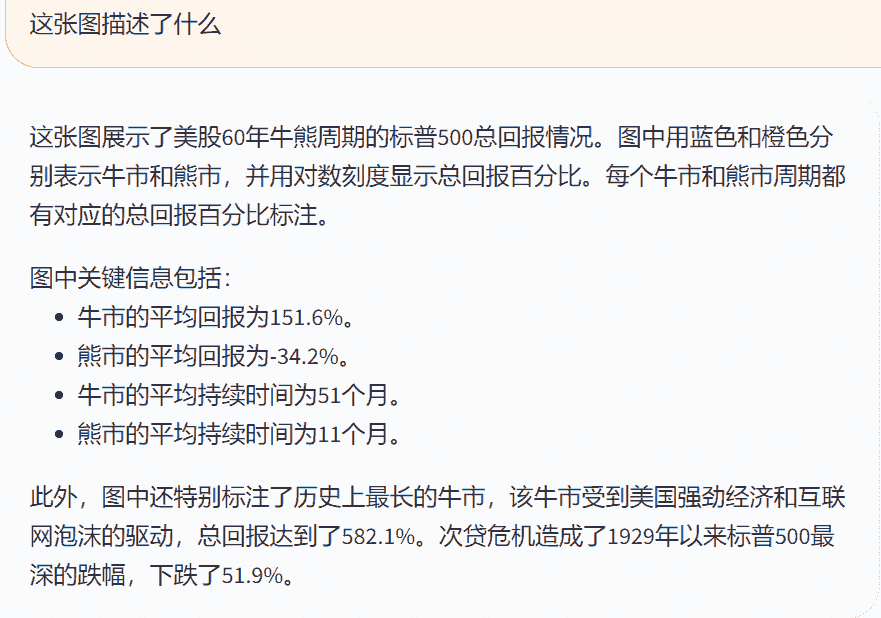 这张图描述了什么
这张图展示了美股60年牛熊周期的标普500总回报情况。图中用蓝色和橙色分
别表示牛市和熊市，并用对数刻度显示总回报百分比。每个牛市和熊市周期都
有对应的总回报百分比标注。
图中关键信息包括：
• 牛市的平均回报为151.6%。
• 熊市的平均回报为-34.2%。
• 牛市的平均持续时间为51个月。
• 熊市的平均持续时间为11个月。
此外，图中还特别标注了历史上最长的牛市，该牛市受到美国强劲经济和互联
网泡沫的驱动，总回报达到了582.1%。次贷危机造成了1929年以来标普500最
深的跌幅，下跌了51.9%。